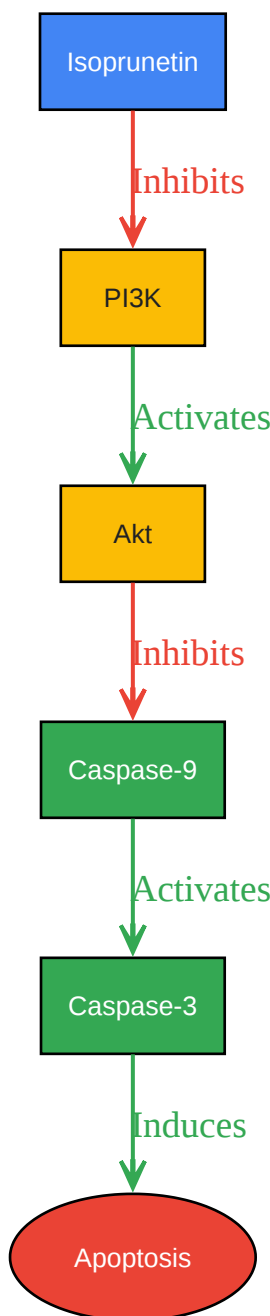 Isoprunetin
Inhibits
PI3K
Activates
Akt
Inhibits
Caspase-9
Activates
Caspase-3
Induces
Apoptosis